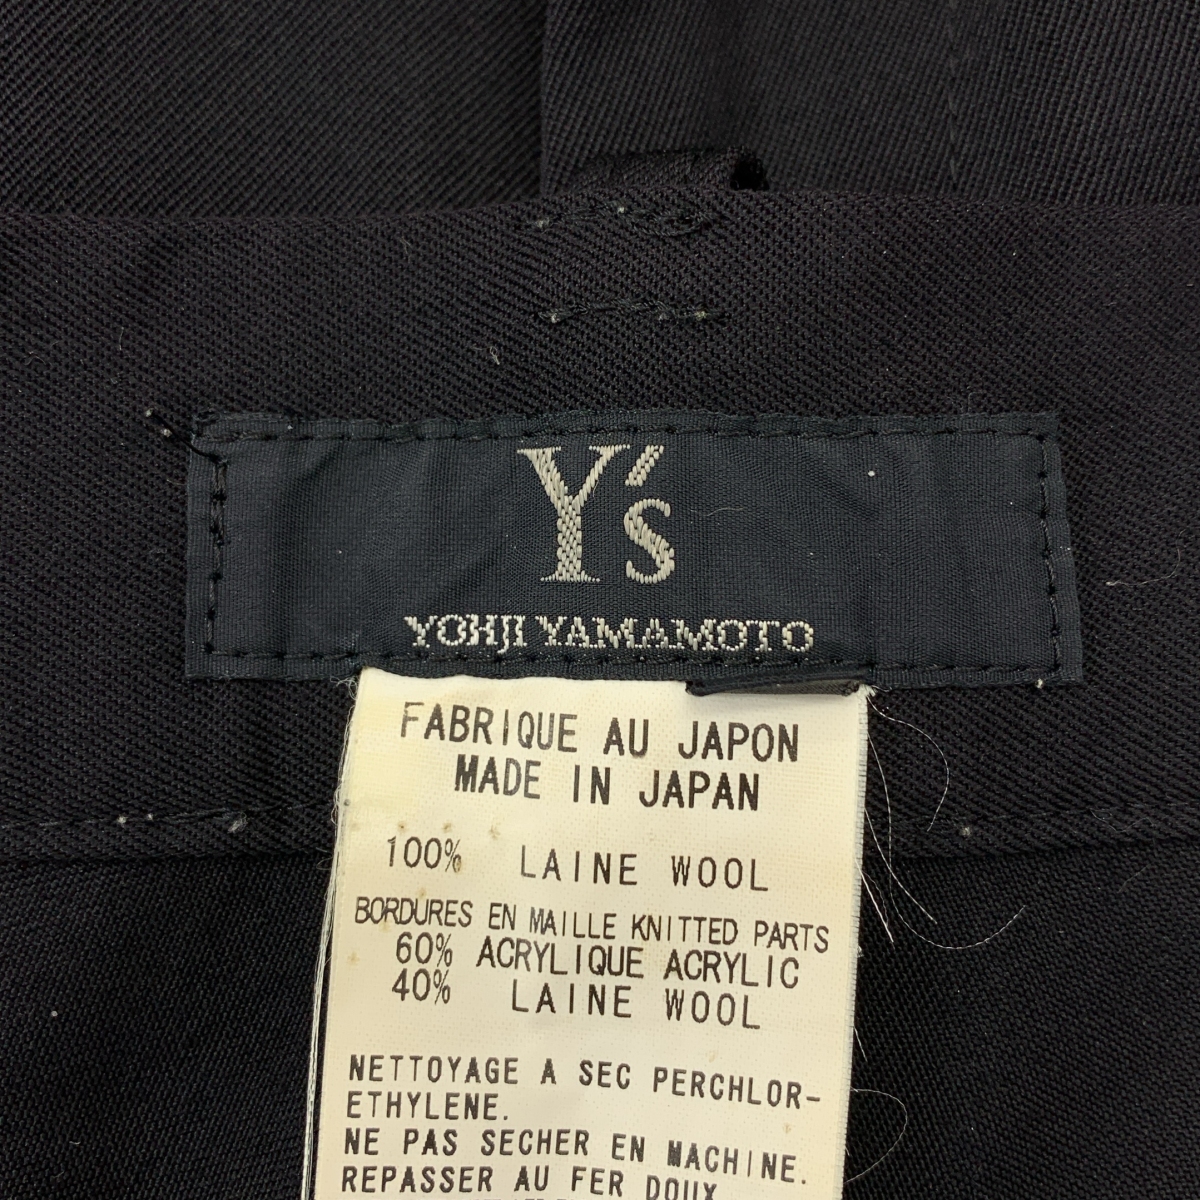 Y's
YOHJI YAMAMOTO
FABRIQUE AU JAPON
MADE IN JAPAN
100% LAINE WOOL
BORDURES EN MAILLE KNITTED PARTS
60% ACRYLIQUE ACRYLIC
40% LAINE WOOL
NETTOYAGE A SEC PERCHLOR-
ETHYLENE.
NE PAS SECHER EN MACHINE.
REPASSER AU FER DOUX